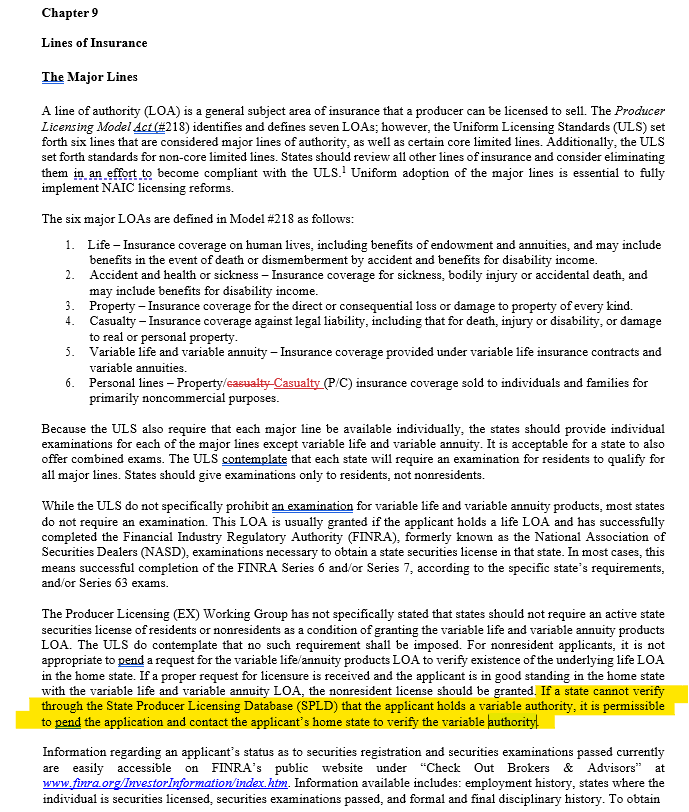 Chapter 9
Lines of Insurance
The Major Lines
A line of authority (LOA) is a general subject area of insurance that a producer can be licensed to sell. The Producer
Licensing Model Act (#218) identifies and defines seven LOAs; however, the Uniform Licensing Standards (ULS) set
forth six lines that are considered major lines of authority, as well as certain core limited lines. Additionally, the ULS
set forth standards for non-core limited lines. States should review all other lines of insurance and consider eliminating
them in an effort to become compliant with the ULS.1 Uniform adoption of the major lines is essential to fully
implement NAIC licensing reforms.
The six major LOAs are defined in Model #218 as follows:
1. Life – Insurance coverage on human lives, including benefits of endowment and annuities, and may include
benefits in the event of death or dismemberment by accident and benefits for disability income.
2. Accident and health or sickness – Insurance coverage for sickness, bodily injury or accidental death, and
may include benefits for disability income.
3. Property – Insurance coverage for the direct or consequential loss or damage to property of every kind.
4. Casualty – Insurance coverage against legal liability, including that for death, injury or disability, or damage
to real or personal property.
5. Variable life and variable annuity – Insurance coverage provided under variable life insurance contracts and
variable annuities.
6. Personal lines – Property/casualty Casualty (P/C) insurance coverage sold to individuals and families for
primarily noncommercial purposes.
Because the ULS also require that each major line be available individually, the states should provide individual
examinations for each of the major lines except variable life and variable annuity. It is acceptable for a state to also
offer combined exams. The ULS contemplate that each state will require an examination for residents to qualify for
all major lines. States should give examinations only to residents, not nonresidents.
While the ULS do not specifically prohibit an examination for variable life and variable annuity products, most states
do not require an examination. This LOA is usually granted if the applicant holds a life LOA and has successfully
completed the Financial Industry Regulatory Authority (FINRA), formerly known as the National Association of
Securities Dealers (NASD), examinations necessary to obtain a state securities license in that state. In most cases, this
means successful completion of the FINRA Series 6 and/or Series 7, according to the specific state's requirements,
and/or Series 63 exams.
The Producer Licensing (EX) Working Group has not specifically stated that states should not require an active state
securities license of residents or nonresidents as a condition of granting the variable life and variable annuity products
LOA. The ULS do contemplate that no such requirement shall be imposed. For nonresident applicants, it is not
appropriate to pend a request for the variable life/annuity products LOA to verify existence of the underlying life LOA
in the home state. If a proper request for licensure is received and the applicant is in good standing in the home state
with the variable life and variable annuity LOA, the nonresident license should be granted. If a state cannot verify
through the State Producer Licensing Database (SPLD) that the applicant holds a variable authority, it is permissible
to pend the application and contact the applicant's home state to verify the variable authority.
Information regarding an applicant's status as to securities registration and securities examinations passed currently
are easily accessible on FINRA's public website under “Check Out Brokers & Advisors” at
www.finra.org/InvestorInformation/index.htm. Information available includes: employment history, states where the
individual is securities licensed, securities examinations passed, and formal and final disciplinary history. To obtain